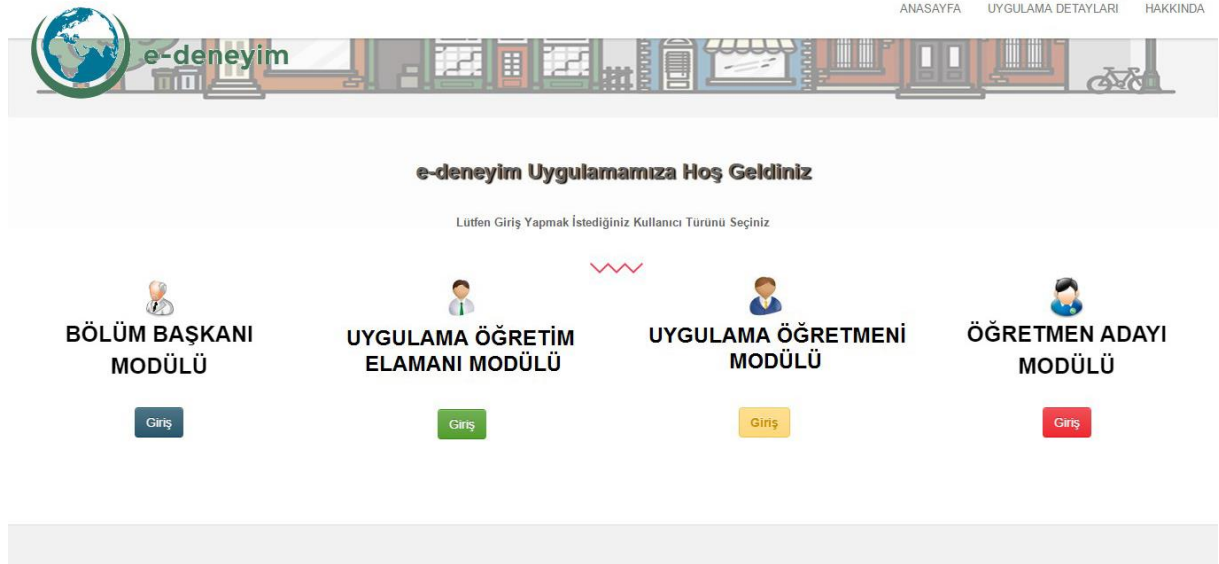 ANASAYFA UYGULAMA DETAYLARI HAKKINDA
e-deneyim
e-deneyim Uygulamamıza Hoş Geldiniz
Lütfen Giriş Yapmak İstediğiniz Kullanıcı Türünü Seçiniz
BÖLÜM BAŞKANI
MODÜLÜ
Giriş
UYGULAMA ÖĞRETİM
ELAMANI MODÜLÜ
Giriş
UYGULAMA ÖĞRETMENİ
MODÜLÜ
Giriş
ÖĞRETMEN ADAYI
MODÜLÜ
Giriş